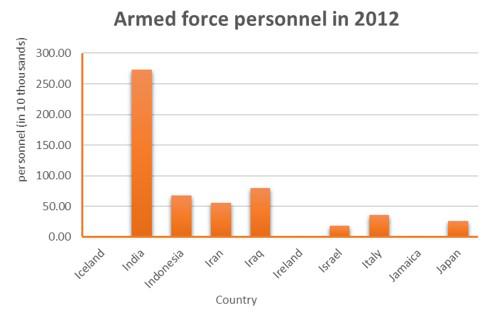 Armed force personnel in 2012
personnel (in 10 thousands)
300.00
250.00
200.00
150.00
100.00
50.00
0.00
Iceland
India
Indonesia
Iran
Iraq
Ireland
Israel
Italy
Jamaica
Japan
Country